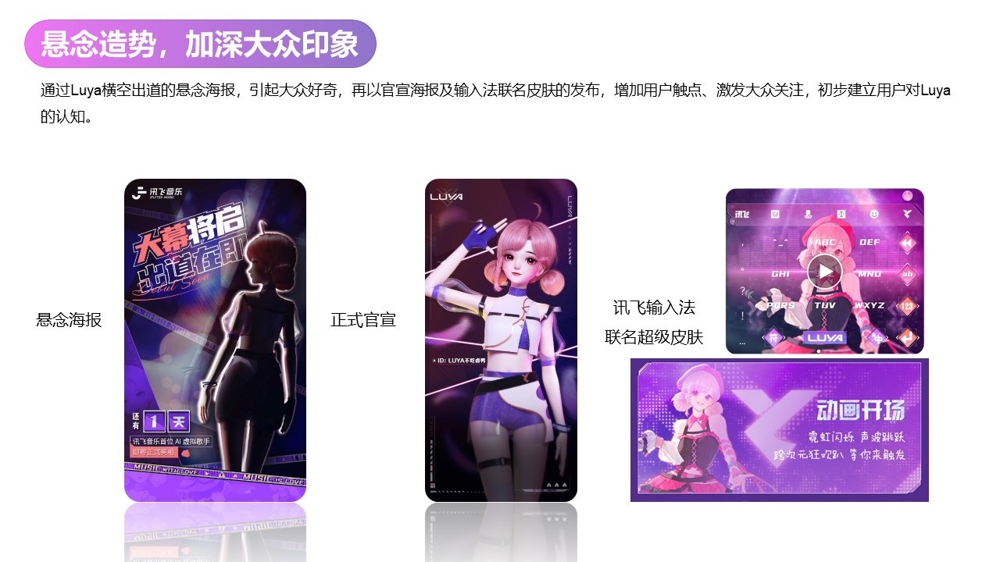 悬念造势，加深大众印象
通过Luya横空出道的悬念海报，引起大众好奇，再以官宣海报及输入法联名皮肤的发布，增加用户触点、激发大众关注，初步建立用户对Luya
的认知。
悬念海报
讯飞音乐
IFLYTEK MUSIC
大幕将启
出道在即
Debut Soon
还有
1
天
讯飞音乐首位 AI 虚拟歌手
即将正式亮相
MUSIC WITH LOVE
MUSIC IS LOVE
正式官宣
LUYA
LUYA
ID: LUYA不吃卤鸭
讯飞输入法
联名超级皮肤
讯飞
，
^_^
ABC
DEF
。
GHI
MNO
ab
？
PQRS
TUV
WXYZ
123
！
...
符
LUYA
中
动画开场
霓虹闪烁 声波跳跃
跨次元狂欢趴 等你来触发